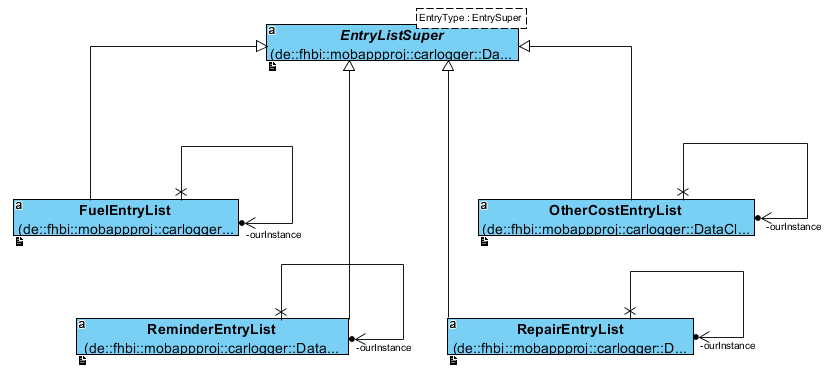 EntryType : EntrySuper
a
EntryListSuper
(de::fhbi::mobappproj::carlogger::Da...
a
FuelEntryList
(de::fhbi::mobappproj::carlogger...
-ourInstance
a
OtherCostEntryList
(de::fhbi::mobappproj::carlogger::DataCl...
-ourInstance
a
ReminderEntryList
(de::fhbi::mobappproj::carlogger::Data...
-ourInstance
a
RepairEntryList
(de::fhbi::mobappproj::carlogger::D...
-ourInstance